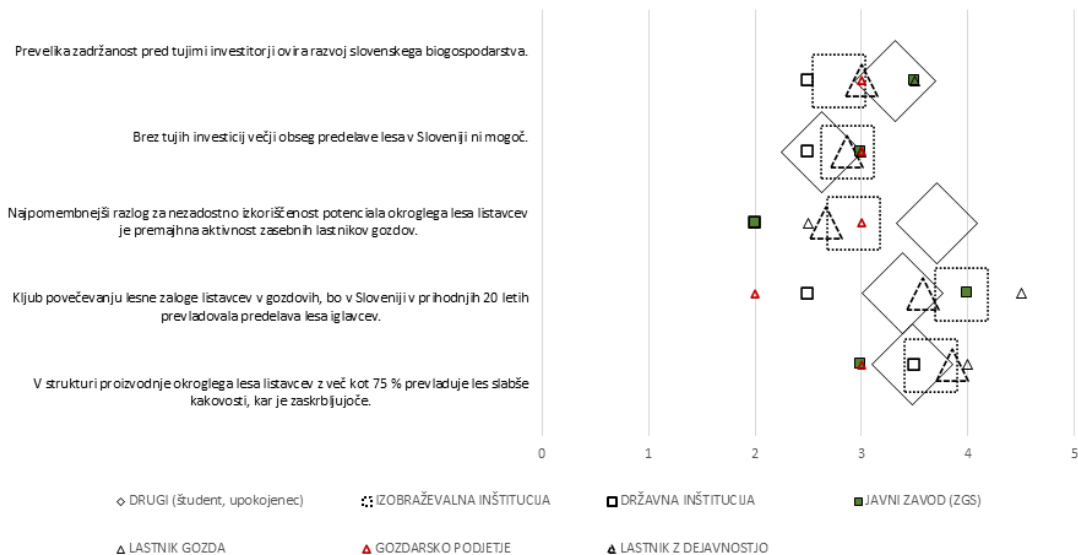 Prevelika zadržanost pred tujimi investitorji ovira razvoj slovenskega biogospodarstva.
Brez tujih investicij večji obseg predelave lesa v Sloveniji ni mogoč.
Najpomembnejši razlog za nezadostno izkoriščenost potenciala okroglega lesa listavcev
je premajhna aktivnost zasebnih lastnikov gozdov.
Kljub povečevanju lesne zaloge listavcev v gozdovih, bo v Sloveniji v prihodnjih 20 letih
prevladovala predelava lesa iglavcev.
V strukturi proizvodnje okroglega lesa listavcev z več kot 75 % prevladuje les slabše
kakovosti, kar je zaskrbljujoče.
0 1 2 3 4 5
DRUGI (študent, upokojenec) IZOBRAŽEVALNA INŠTITUCIJA DRŽAVNA INŠTITUCIJA JAVNI ZAVOD (ZGS)
LASTNIK GOZDA GOZDARSKO PODJETJE LASTNIK Z DEJAVNOSTJO